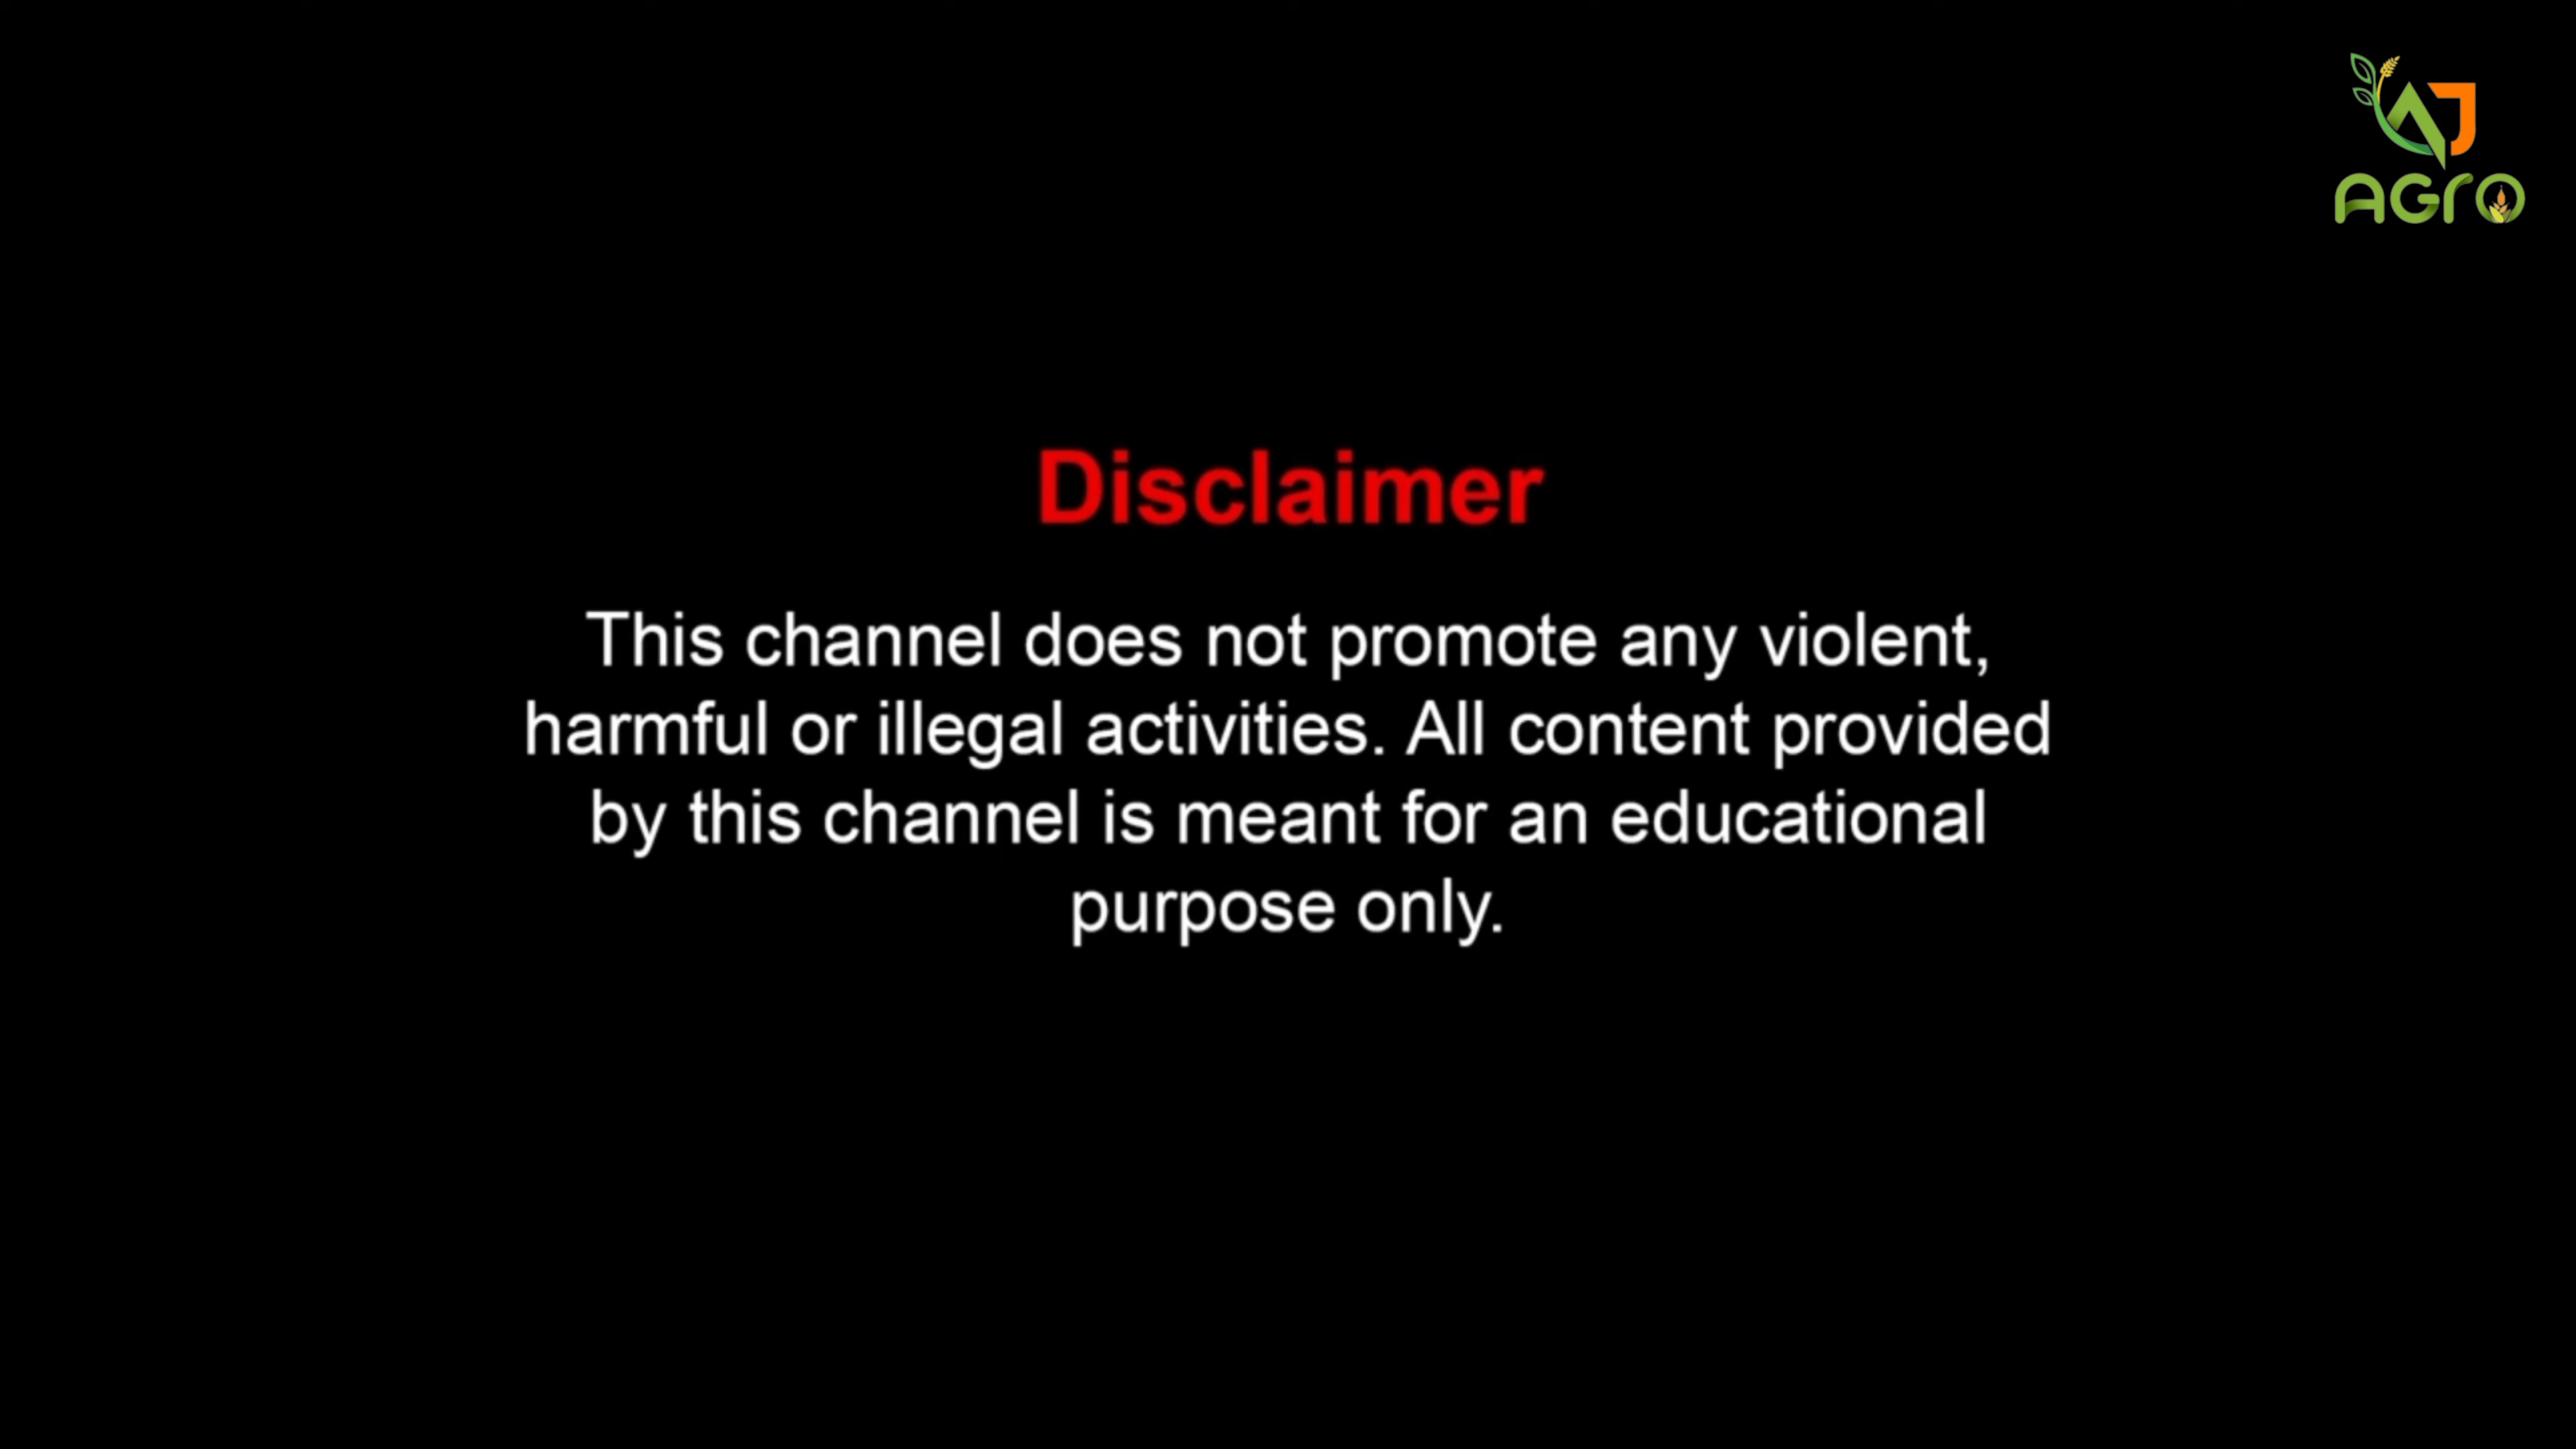 AJ
AGrO
Disclaimer
This channel does not promote any violent,
harmful or illegal activities. All content provided
by this channel is meant for an educational
purpose only.